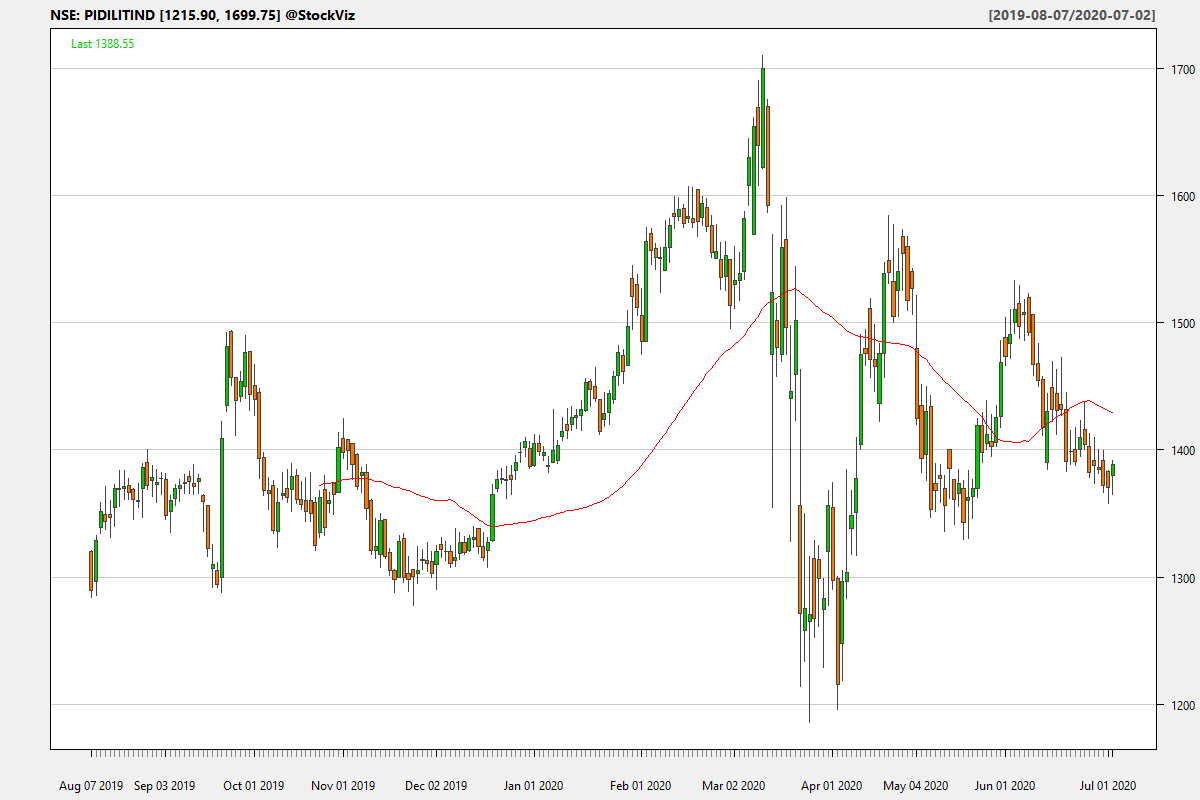 NSE: PIDILITIND [1215.90, 1699.75] @StockViz [2019-08-07/2020-07-02]
Last 1388.55
1700
1600
1500
1400
1300
1200
Aug 07 2019 Sep 03 2019 Oct 01 2019 Nov 01 2019 Dec 02 2019 Jan 01 2020 Feb 01 2020 Mar 02 2020 Apr 01 2020 May 04 2020 Jun 01 2020 Jul 01 2020